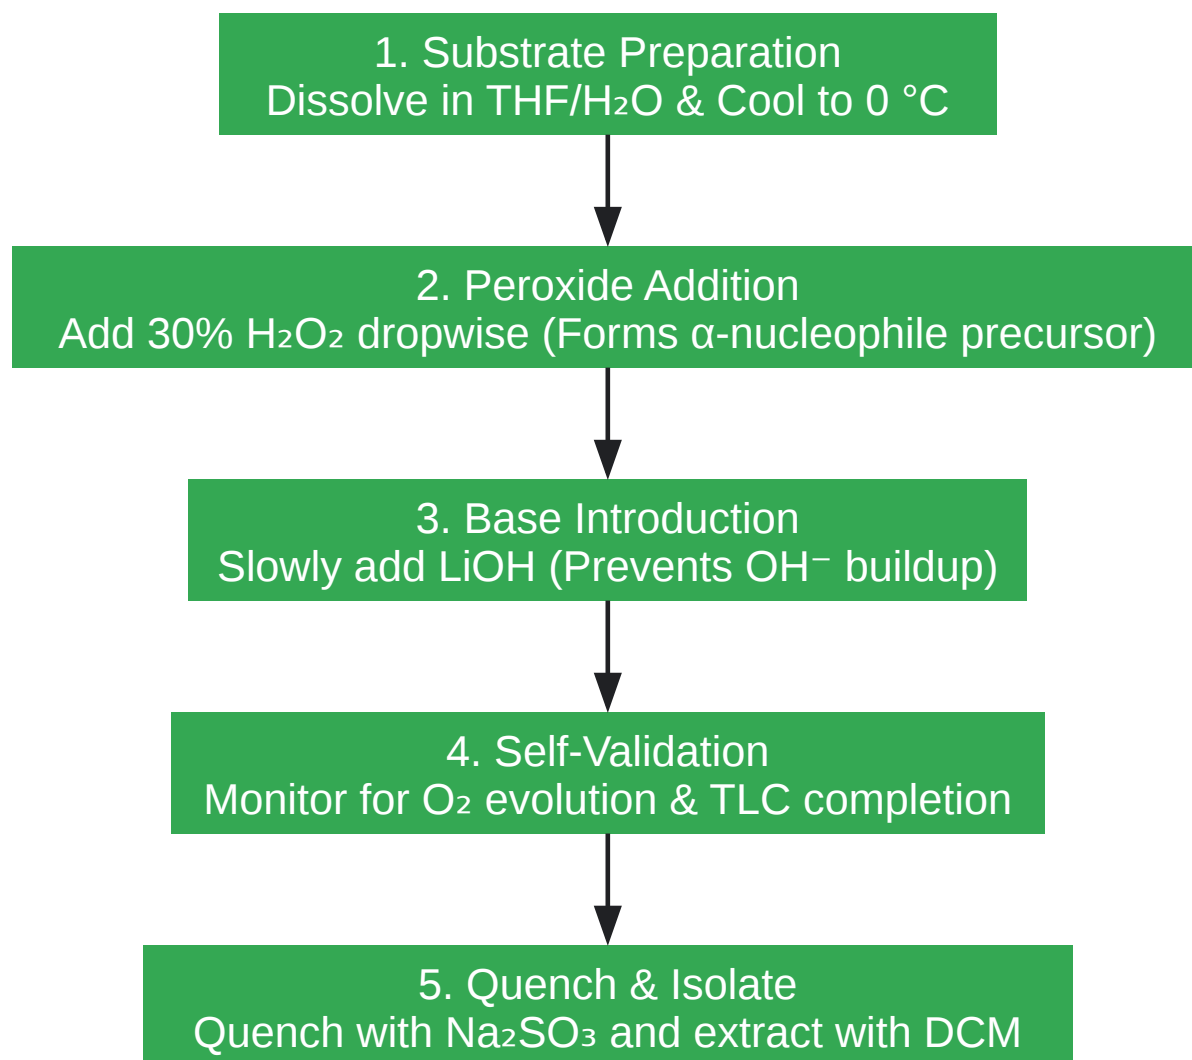 1. Substrate Preparation
Dissolve in THF/H₂O & Cool to 0 °C
2. Peroxide Addition
Add 30% H₂O₂ dropwise (Forms α-nucleophile precursor)
3. Base Introduction
Slowly add LiOH (Prevents OH⁻ buildup)
4. Self-Validation
Monitor for O₂ evolution & TLC completion
5. Quench & Isolate
Quench with Na₂SO₃ and extract with DCM